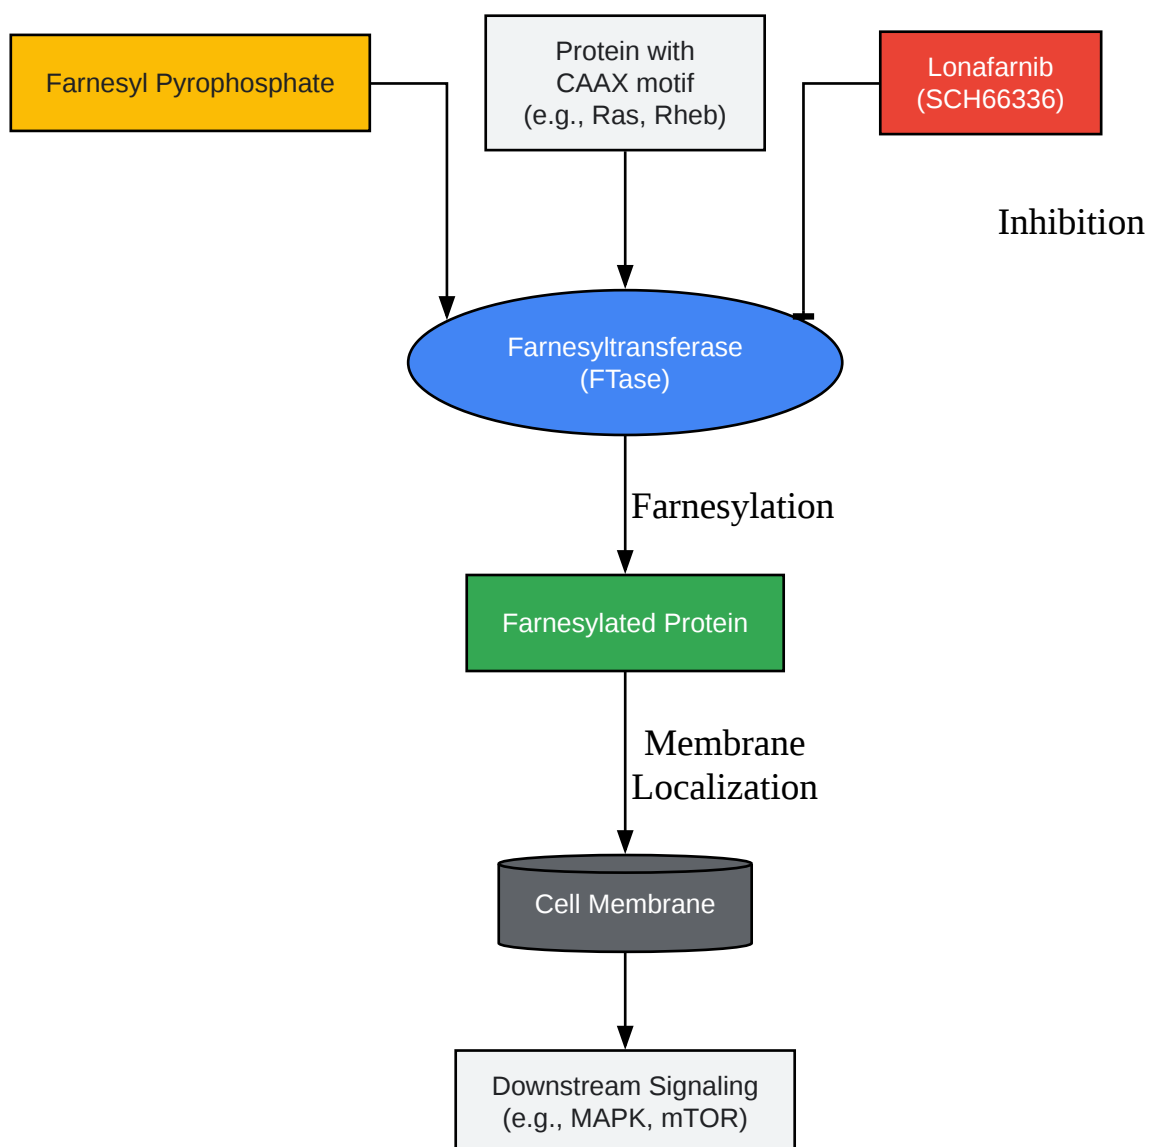 Farnesyl Pyrophosphate
Protein with
CAAX motif
(e.g., Ras, Rheb)
Lonafarnib
(SCH66336)
Inhibition
Farnesyltransferase
(FTase)
Farnesylation
Farnesylated Protein
Membrane
Localization
Cell Membrane
Downstream Signaling
(e.g., MAPK, mTOR)